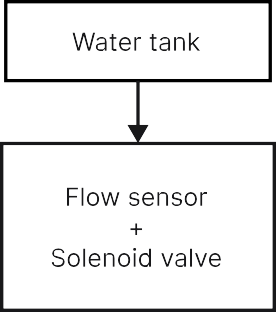 Water tank
Flow sensor
+
Solenoid valve